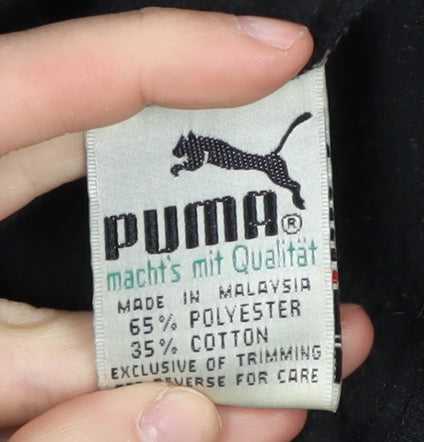 PUMA®
macht's mit Qualität
MADE IN MALAYSIA
65% POLYESTER
35% COTTON
EXCLUSIVE OF TRIMMING
REVERSE FOR CARE